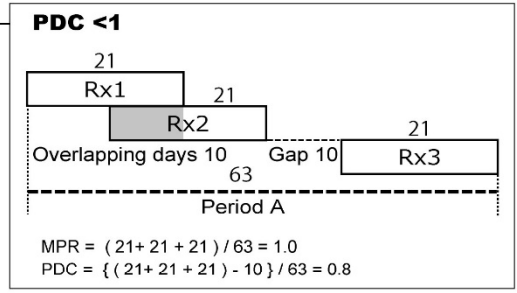 PDC <1
21
Rx1
21
Rx2
21
Overlapping days 10 Gap 10 Rx3
63
Period A
MPR = ( 21+ 21 + 21 ) / 63 = 1.0
PDC = { ( 21+ 21 + 21 ) - 10 } / 63 = 0.8